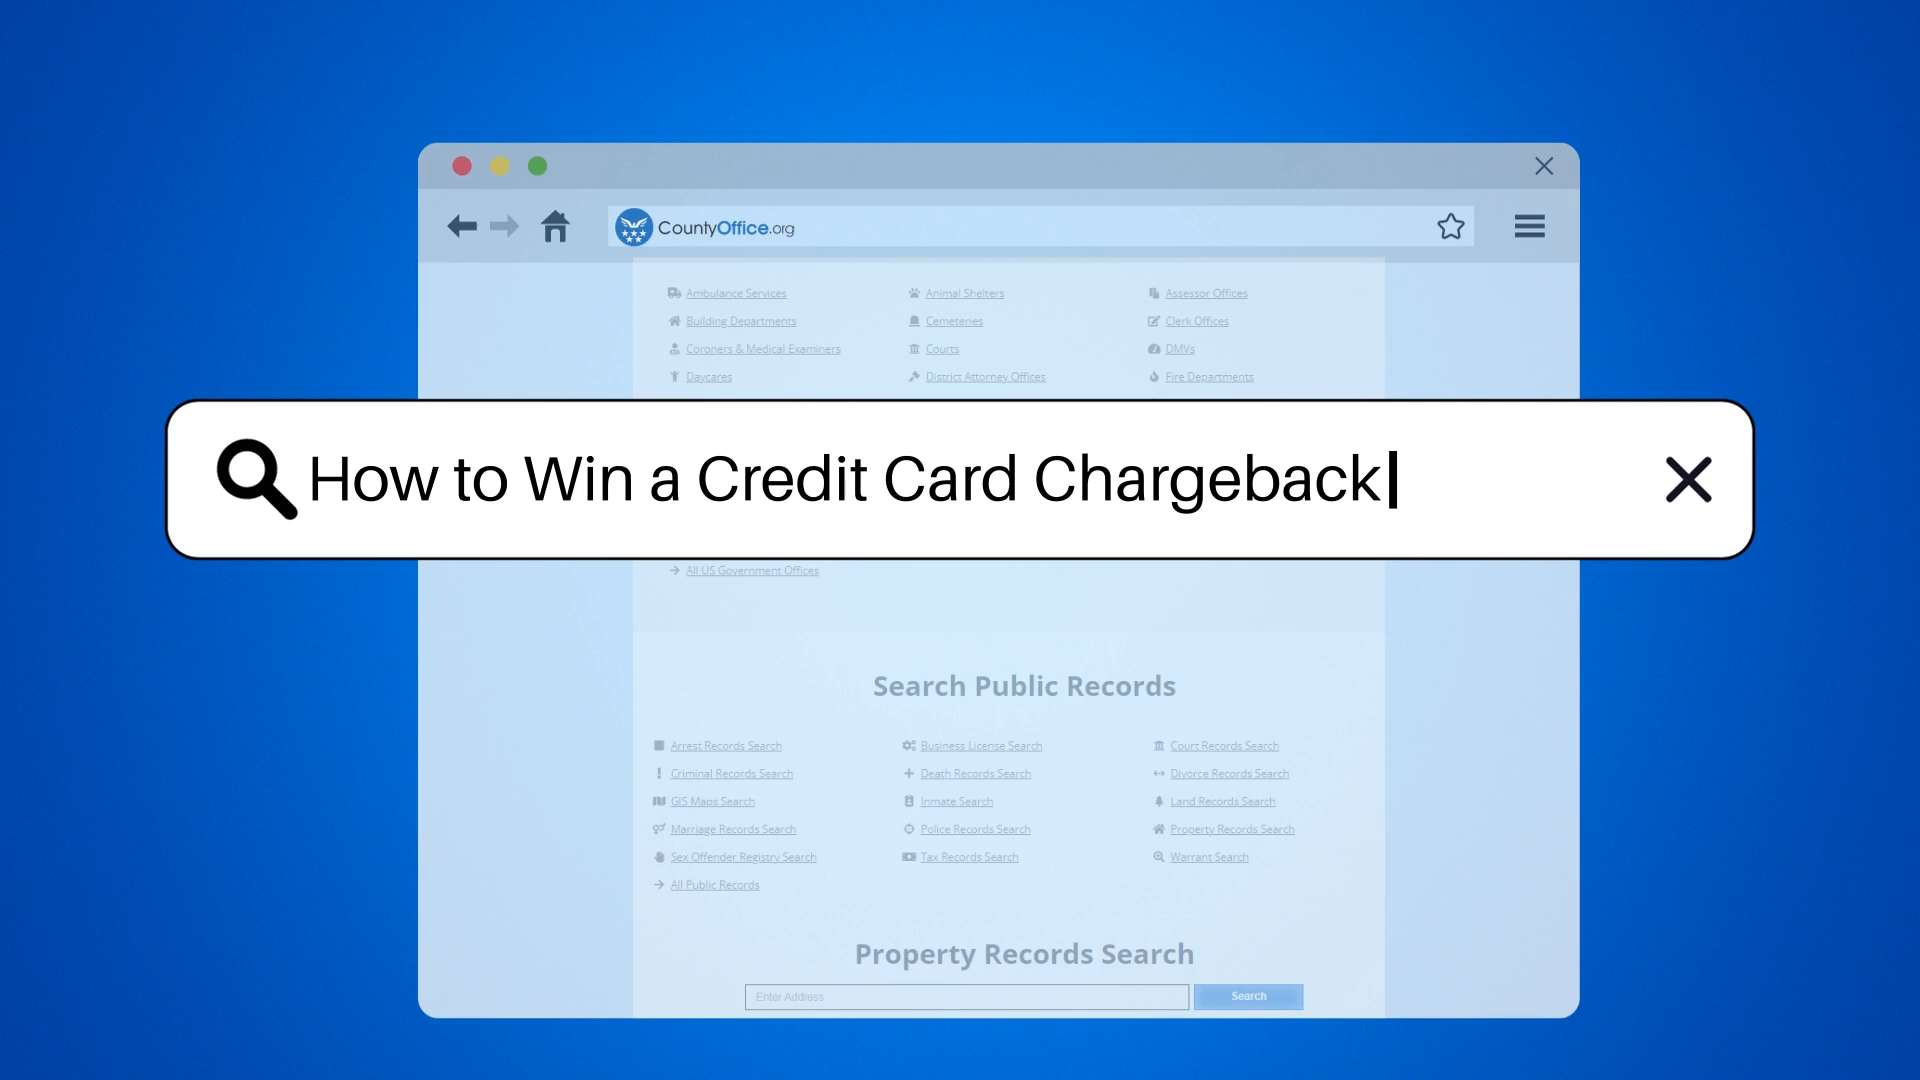 CountyOffice.org
Ambulance Services Animal Shelters Assessor Offices
Building Departments Cemeteries Clerk Offices
Coroners & Medical Examiners Courts DMVs
Daycares District Attorney Offices Fire Departments
How to Win a Credit Card Chargeback
All US Government Offices
Search Public Records
Arrest Records Search Business License Search Court Records Search
Criminal Records Search Death Records Search Divorce Records Search
GIS Maps Search Inmate Search Land Records Search
Marriage Records Search Police Records Search Property Records Search
Sex Offender Registry Search Tax Records Search Warrant Search
All Public Records
Property Records Search
Enter Address Search